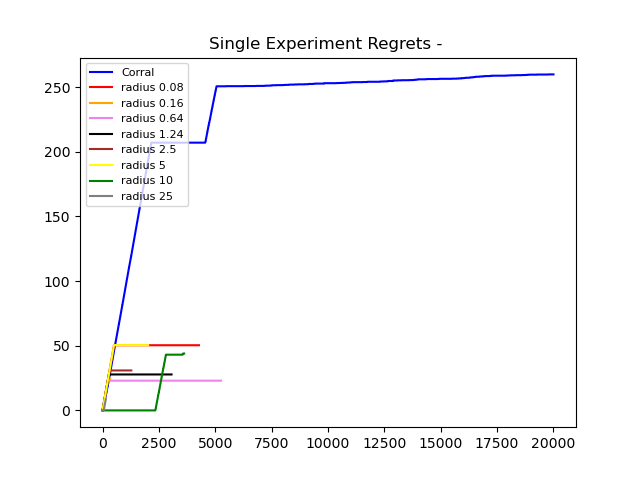 Single Experiment Regrets -
Corral
radius 0.08
radius 0.16
radius 0.64
radius 1.24
radius 2.5
radius 5
radius 10
radius 25
250
200
150
100
50
0
0 2500 5000 7500 10000 12500 15000 17500 20000